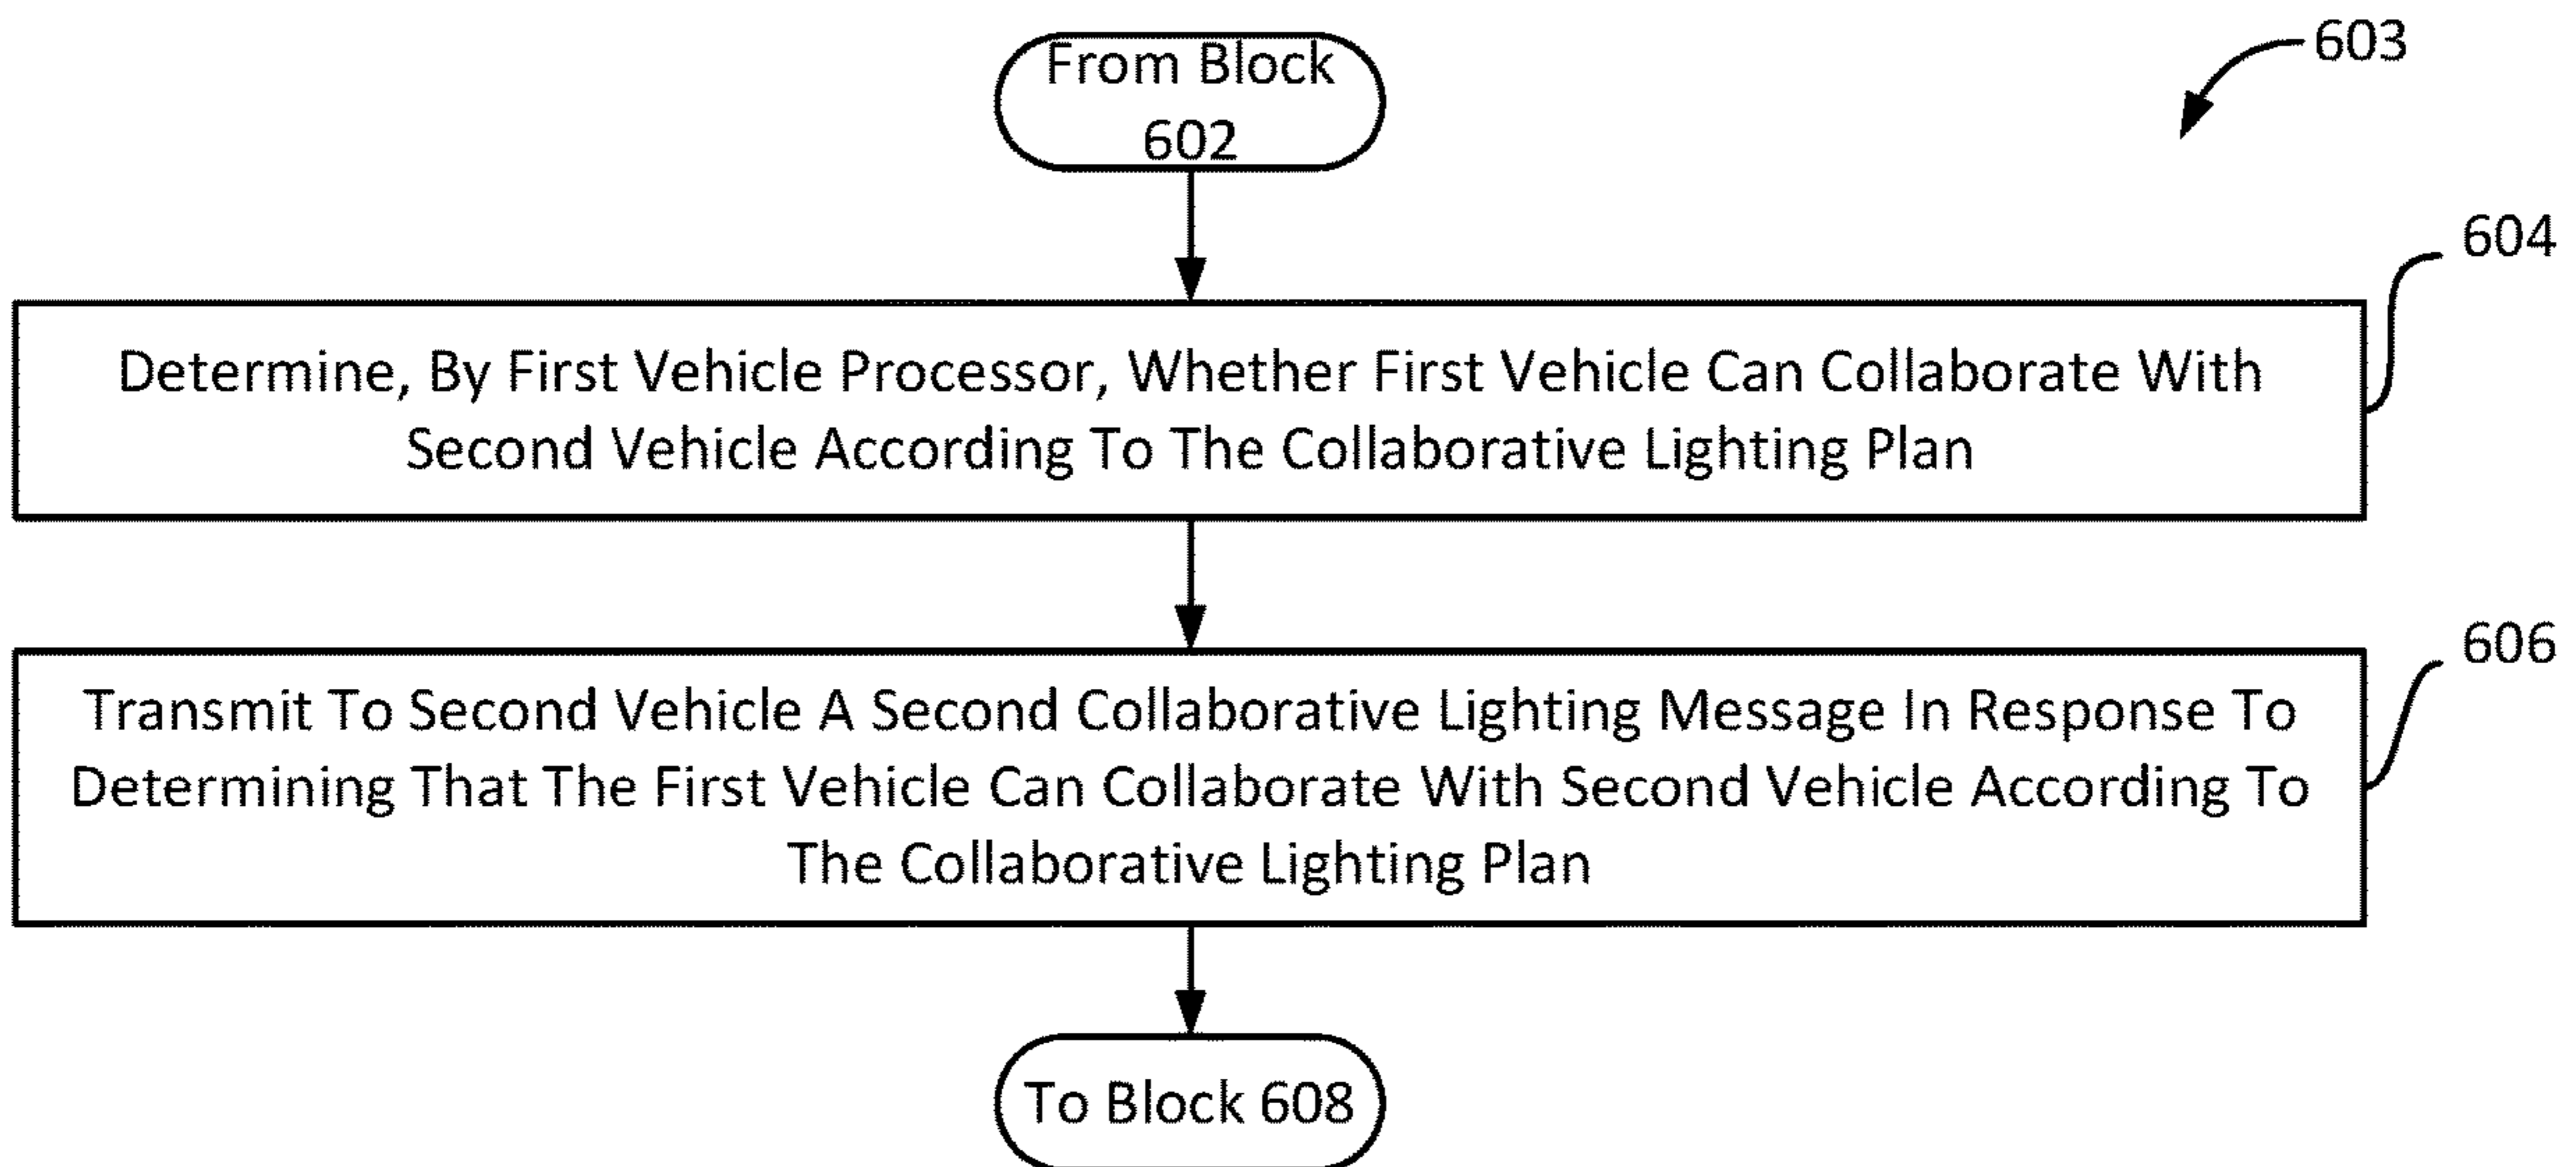 From Block
602
603
604
Determine, By First Vehicle Processor, Whether First Vehicle Can Collaborate With
Second Vehicle According To The Collaborative Lighting Plan
606
Transmit To Second Vehicle A Second Collaborative Lighting Message In Response To
Determining That The First Vehicle Can Collaborate With Second Vehicle According To
The Collaborative Lighting Plan
To Block 608